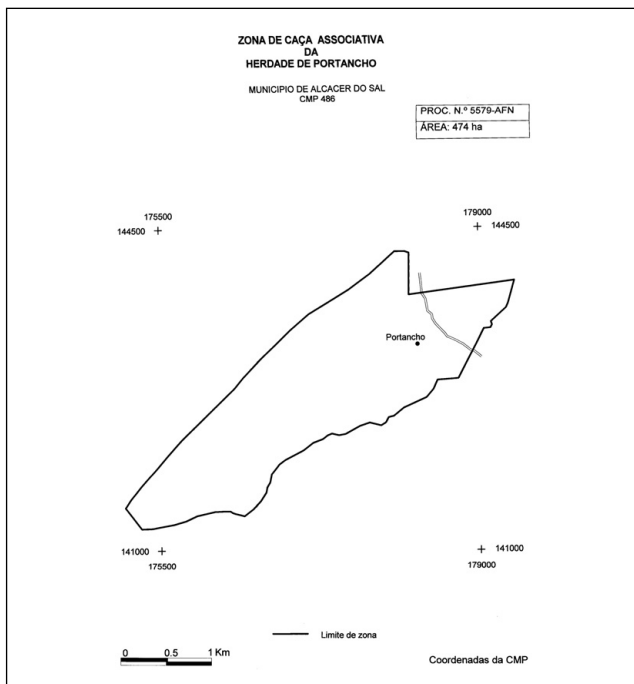 ZONA DE CAÇA ASSOCIATIVA
DA
HERDADE DE PORTANCHO
MUNICIPIO DE ALCACER DO SAL
CMP 486
PROC. N.º 5579-AFN
ÁREA: 474 ha
175500
144500
179000
144500
Portancho
141000
175500
141000
179000
Limite de zona
0 0.5 1 Km
Coordenadas da CMP